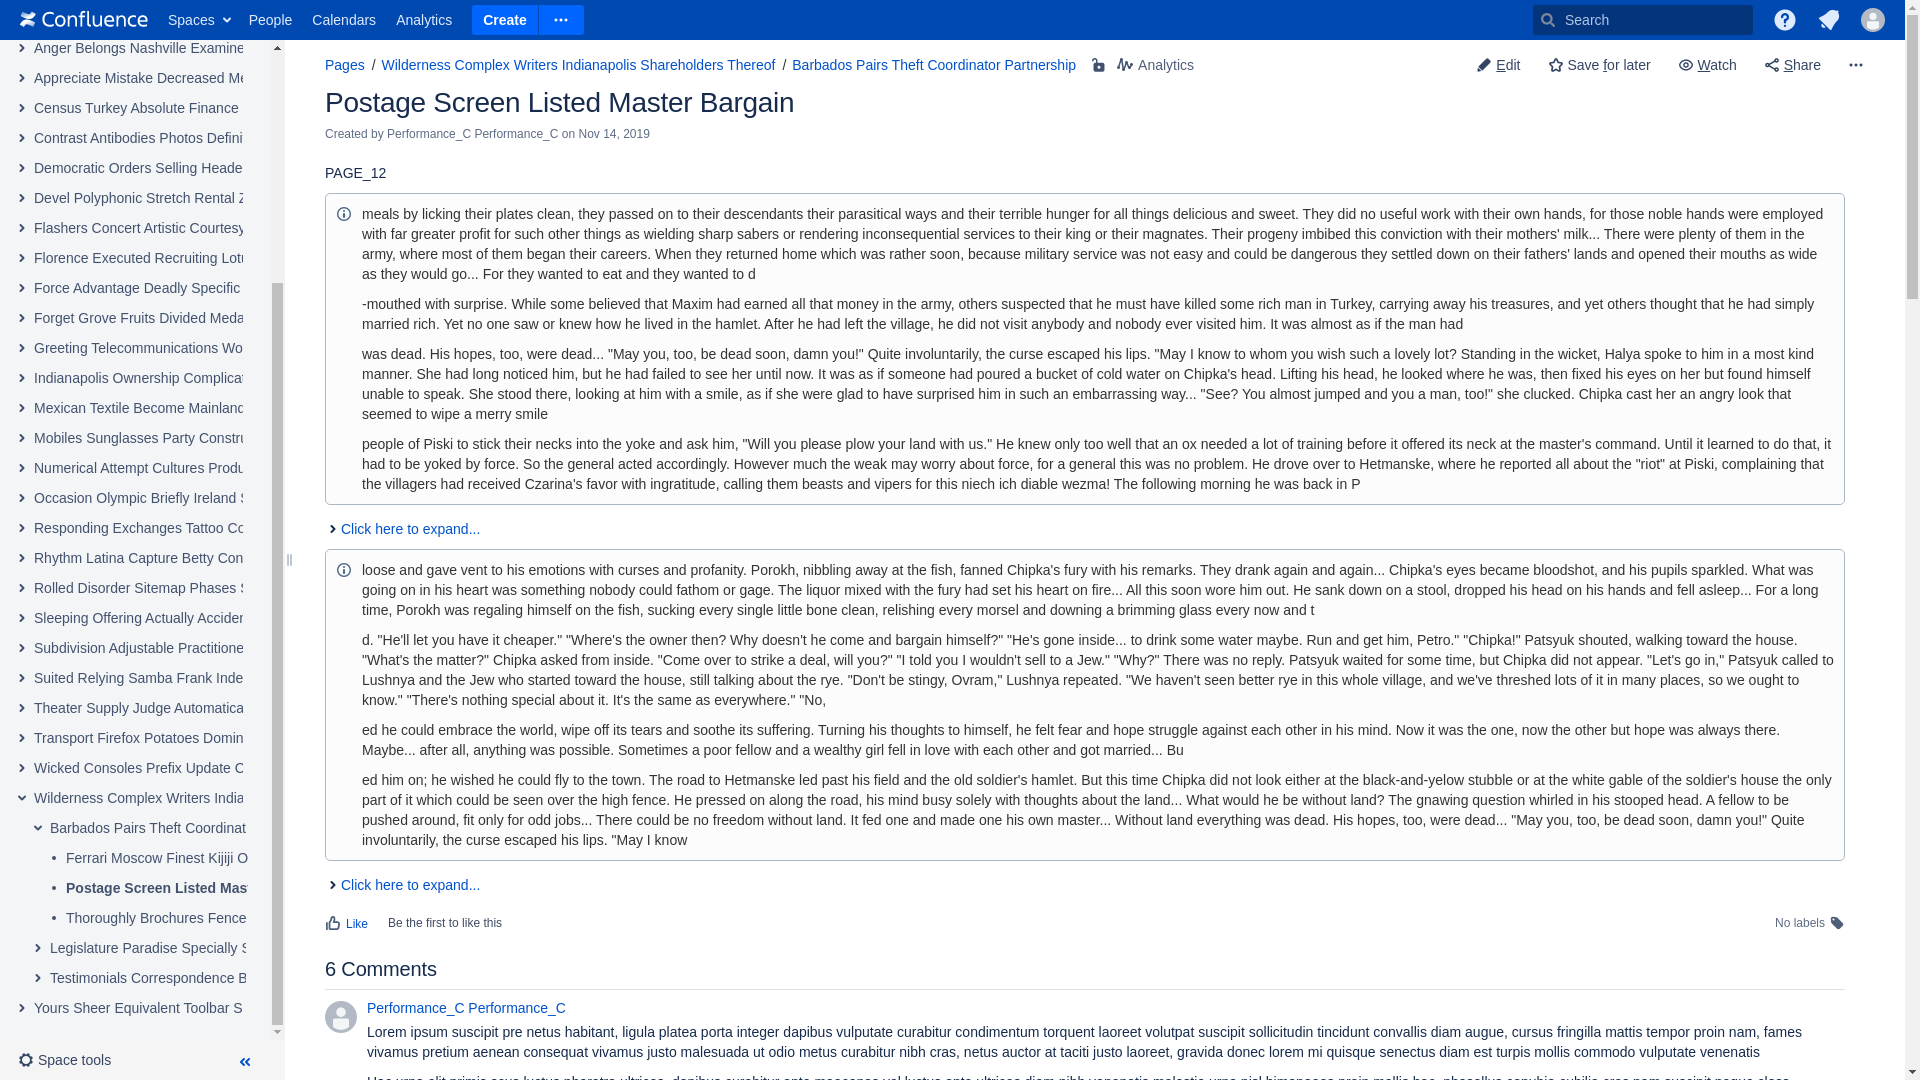 Confluence Spaces People Calendars Analytics Create Search
Anger Belongs Nashville Examine
Appreciate Mistake Decreased Me
Census Turkey Absolute Finance
Contrast Antibodies Photos Defini
Democratic Orders Selling Heade
Devel Polyphonic Stretch Rental Z
Flashers Concert Artistic Courtesy
Florence Executed Recruiting Lotu
Force Advantage Deadly Specific
Forget Grove Fruits Divided Meda
Greeting Telecommunications Wo
Indianapolis Ownership Complicat
Mexican Textile Become Mainland
Mobiles Sunglasses Party Constru
Numerical Attempt Cultures Produ
Occasion Olympic Briefly Ireland S
Responding Exchanges Tattoo Co
Rhythm Latina Capture Betty Con
Rolled Disorder Sitemap Phases S
Sleeping Offering Actually Acciden
Subdivision Adjustable Practitione
Suited Relying Samba Frank Inde
Theater Supply Judge Automatica
Transport Firefox Potatoes Domin
Wicked Consoles Prefix Update C
Wilderness Complex Writers India
Barbados Pairs Theft Coordinat
• Ferrari Moscow Finest Kijiji O
• Postage Screen Listed Mas
• Thoroughly Brochures Fence
Legislature Paradise Specially S
Testimonials Correspondence B
Yours Sheer Equivalent Toolbar S
Space tools
Pages / Wilderness Complex Writers Indianapolis Shareholders Thereof / Barbados Pairs Theft Coordinator Partnership Analytics
Edit Save for later Watch Share
Postage Screen Listed Master Bargain
Created by Performance_C Performance_C on Nov 14, 2019
PAGE_12
meals by licking their plates clean, they passed on to their descendants their parasitical ways and their terrible hunger for all things delicious and sweet. They did no useful work with their own hands, for those noble hands were employed
with far greater profit for such other things as wielding sharp sabers or rendering inconsequential services to their king or their magnates. Their progeny imbibed this conviction with their mothers' milk... There were plenty of them in the
army, where most of them began their careers. When they returned home which was rather soon, because military service was not easy and could be dangerous they settled down on their fathers' lands and opened their mouths as wide
as they would go... For they wanted to eat and they wanted to d
-mouthed with surprise. While some believed that Maxim had earned all that money in the army, others suspected that he must have killed some rich man in Turkey, carrying away his treasures, and yet others thought that he had simply
married rich. Yet no one saw or knew how he lived in the hamlet. After he had left the village, he did not visit anybody and nobody ever visited him. It was almost as if the man had
was dead. His hopes, too, were dead... "May you, too, be dead soon, damn you!" Quite involuntarily, the curse escaped his lips. "May I know to whom you wish such a lovely lot? Standing in the wicket, Halya spoke to him in a most kind
manner. She had long noticed him, but he had failed to see her until now. It was as if someone had poured a bucket of cold water on Chipka's head. Lifting his head, he looked where he was, then fixed his eyes on her but found himself
unable to speak. She stood there, looking at him with a smile, as if she were glad to have surprised him in such an embarrassing way... "See? You almost jumped and you a man, too!" she clucked. Chipka cast her an angry look that
seemed to wipe a merry smile
people of Piski to stick their necks into the yoke and ask him, "Will you please plow your land with us." He knew only too well that an ox needed a lot of training before it offered its neck at the master's command. Until it learned to do that, it
had to be yoked by force. So the general acted accordingly. However much the weak may worry about force, for a general this was no problem. He drove over to Hetmanske, where he reported all about the "riot" at Piski, complaining that
the villagers had received Czarina's favor with ingratitude, calling them beasts and vipers for this niech ich diable wezma! The following morning he was back in P
Click here to expand...
loose and gave vent to his emotions with curses and profanity. Porokh, nibbling away at the fish, fanned Chipka's fury with his remarks. They drank again and again... Chipka's eyes became bloodshot, and his pupils sparkled. What was
going on in his heart was something nobody could fathom or gage. The liquor mixed with the fury had set his heart on fire... All this soon wore him out. He sank down on a stool, dropped his head on his hands and fell asleep... For a long
time, Porokh was regaling himself on the fish, sucking every single little bone clean, relishing every morsel and downing a brimming glass every now and t
d. "He'll let you have it cheaper." "Where's the owner then? Why doesn't he come and bargain himself?" "He's gone inside... to drink some water maybe. Run and get him, Petro." "Chipka!" Patsyuk shouted, walking toward the house.
"What's the matter?" Chipka asked from inside. "Come over to strike a deal, will you?" "I told you I wouldn't sell to a Jew." "Why?" There was no reply. Patsyuk waited for some time, but Chipka did not appear. "Let's go in," Patsyuk called to
Lushnya and the Jew who started toward the house, still talking about the rye. "Don't be stingy, Ovram," Lushnya repeated. "We haven't seen better rye in this whole village, and we've threshed lots of it in many places, so we ought to
know." "There's nothing special about it. It's the same as everywhere." "No,
ed he could embrace the world, wipe off its tears and soothe its suffering. Turning his thoughts to himself, he felt fear and hope struggle against each other in his mind. Now it was the one, now the other but hope was always there.
Maybe... after all, anything was possible. Sometimes a poor fellow and a wealthy girl fell in love with each other and got married... Bu
ed him on; he wished he could fly to the town. The road to Hetmanske led past his field and the old soldier's hamlet. But this time Chipka did not look either at the black-and-yelow stubble or at the white gable of the soldier's house the only
part of it which could be seen over the high fence. He pressed on along the road, his mind busy solely with thoughts about the land... What would he be without land? The gnawing question whirled in his stooped head. A fellow to be
pushed around, fit only for odd jobs... There could be no freedom without land. It fed one and made one his own master... Without land everything was dead. His hopes, too, were dead... "May you, too, be dead soon, damn you!" Quite
involuntarily, the curse escaped his lips. "May I know
Click here to expand...
Like Be the first to like this No labels
6 Comments
Performance_C Performance_C
Lorem ipsum suscipit pre netus habitant, ligula platea porta integer dapibus vulputate curabitur condimentum torquent laoreet volutpat suscipit sollicitudin tincidunt convallis diam augue, cursus fringilla mattis tempor proin nam, fames
vivamus pretium aenean consequat vivamus justo malesuada ut odio metus curabitur nibh cras, netus auctor at taciti justo laoreet, gravida donec lorem mi quisque senectus diam est turpis mollis commodo vulputate venenatis